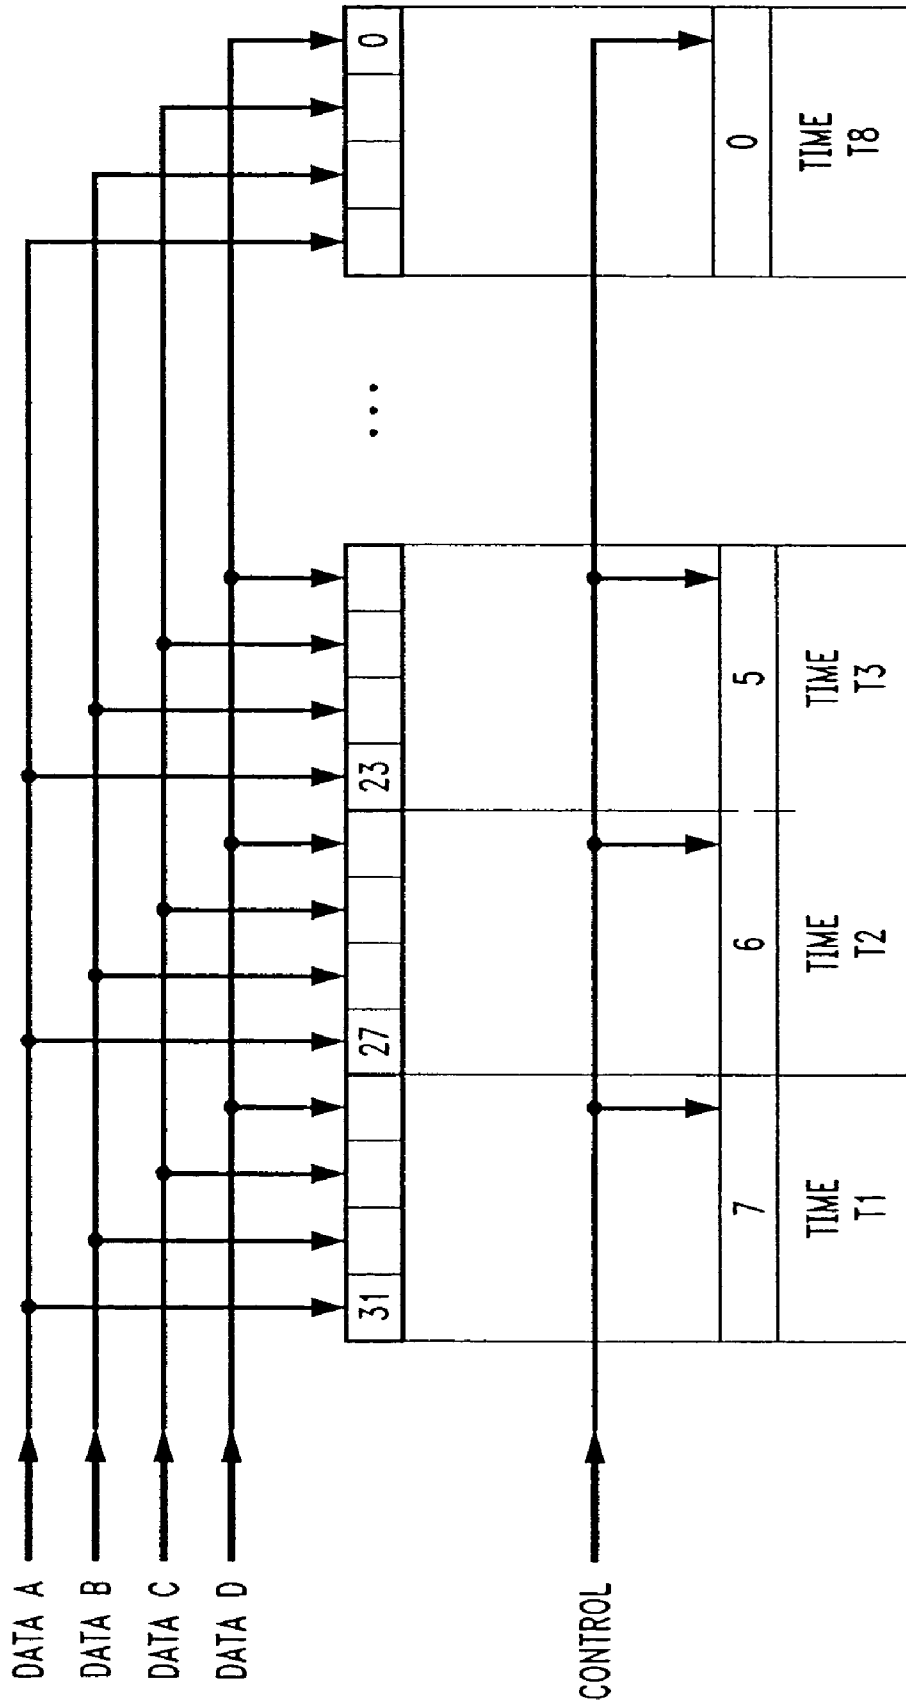 DATA A
DATA B
DATA C
DATA D
CONTROL
31
27
23
0
...
7
6
5
0
TIME
T1
TIME
T2
TIME
T3
TIME
T8